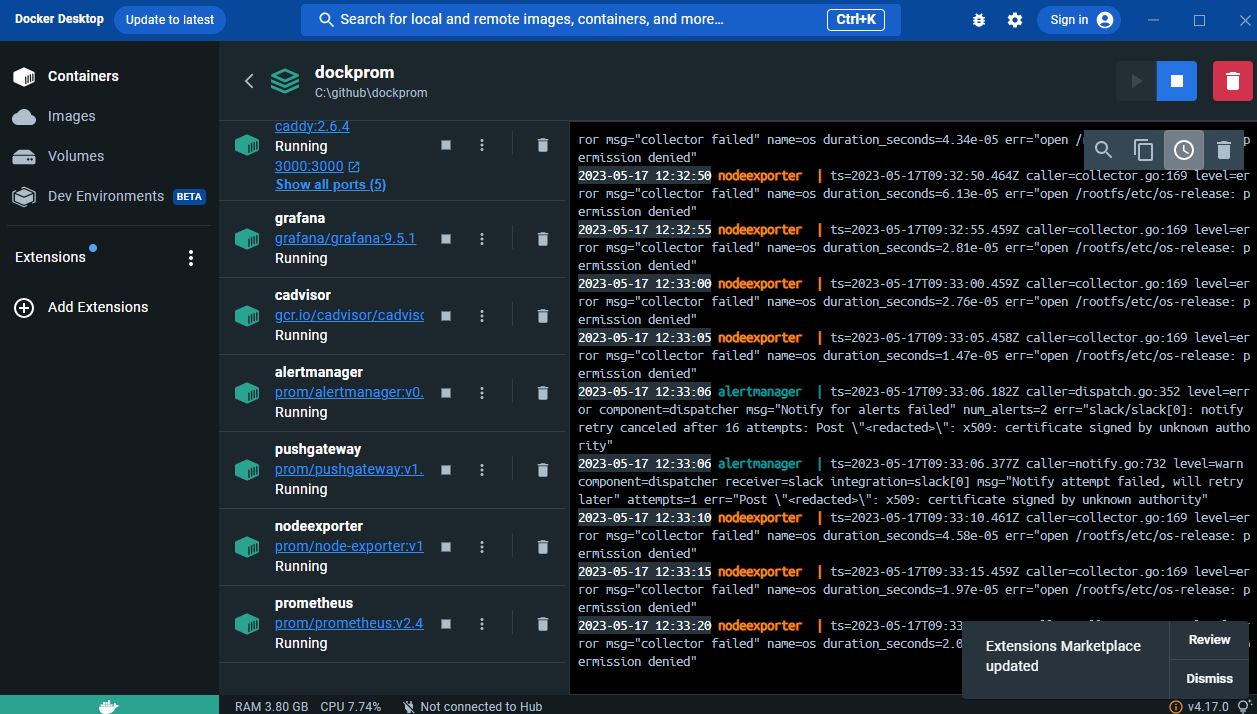 Docker Desktop
Update to latest
Search for local and remote images, containers, and more...
Ctrl+K
Sign in
Containers
Images
Volumes
Dev Environments BETA
Extensions
Add Extensions
dockprom
C:\github\dockprom
caddy:2.6.4
Running
3000:3000
Show all ports (5)
grafana
grafana/grafana:9.5.1
Running
cadvisor
gcr.io/cadvisor/cadvisc
Running
alertmanager
prom/alertmanager:v0.
Running
pushgateway
prom/pushgateway:v1.
Running
nodeexporter
prom/node-exporter:v1
Running
prometheus
prom/prometheus:v2.4
Running
ror msg="collector failed" name=os duration_seconds=4.34e-05 err="open /r p
ermission denied"
2023-05-17 12:32:50 nodeexporter | ts=2023-05-17T09:32:50.464Z caller=collector.go:169 level=er
ror msg="collector failed" name=os duration_seconds=6.13e-05 err="open /rootfs/etc/os-release: p
ermission denied"
2023-05-17 12:32:55 nodeexporter | ts=2023-05-17T09:32:55.459Z caller=collector.go:169 level=er
ror msg="collector failed" name=os duration_seconds=2.81e-05 err="open /rootfs/etc/os-release: p
ermission denied"
2023-05-17 12:33:00 nodeexporter | ts=2023-05-17T09:33:00.459Z caller=collector.go:169 level=er
ror msg="collector failed" name=os duration_seconds=2.76e-05 err="open /rootfs/etc/os-release: p
ermission denied"
2023-05-17 12:33:05 nodeexporter | ts=2023-05-17T09:33:05.458Z caller=collector.go:169 level=er
ror msg="collector failed" name=os duration_seconds=1.47e-05 err="open /rootfs/etc/os-release: p
ermission denied"
2023-05-17 12:33:06 alertmanager | ts=2023-05-17T09:33:06.182Z caller=dispatch.go:352 level=err
or component=dispatcher msg="Notify for alerts failed" num_alerts=2 err="slack/slack[0]: notify
retry canceled after 16 attempts: Post \"<redacted>\": x509: certificate signed by unknown autho
rity"
2023-05-17 12:33:06 alertmanager | ts=2023-05-17T09:33:06.377Z caller=notify.go:732 level=warn
component=dispatcher receiver=slack integration=slack[0] msg="Notify attempt failed, will retry
later" attempts=1 err="Post \"<redacted>\": x509: certificate signed by unknown authority"
2023-05-17 12:33:10 nodeexporter | ts=2023-05-17T09:33:10.461Z caller=collector.go:169 level=er
ror msg="collector failed" name=os duration_seconds=4.58e-05 err="open /rootfs/etc/os-release: p
ermission denied"
2023-05-17 12:33:15 nodeexporter | ts=2023-05-17T09:33:15.459Z caller=collector.go:169 level=er
ror msg="collector failed" name=os duration_seconds=1.97e-05 err="open /rootfs/etc/os-release: p
ermission denied"
2023-05-17 12:33:20 nodeexporter | ts=2023-05-17T09:33
ror msg="collector failed" name=os duration_seconds=2.0
ermission denied"
Extensions Marketplace
updated
Review
Dismiss
RAM 3.80 GB CPU 7.74% Not connected to Hub
v4.17.0